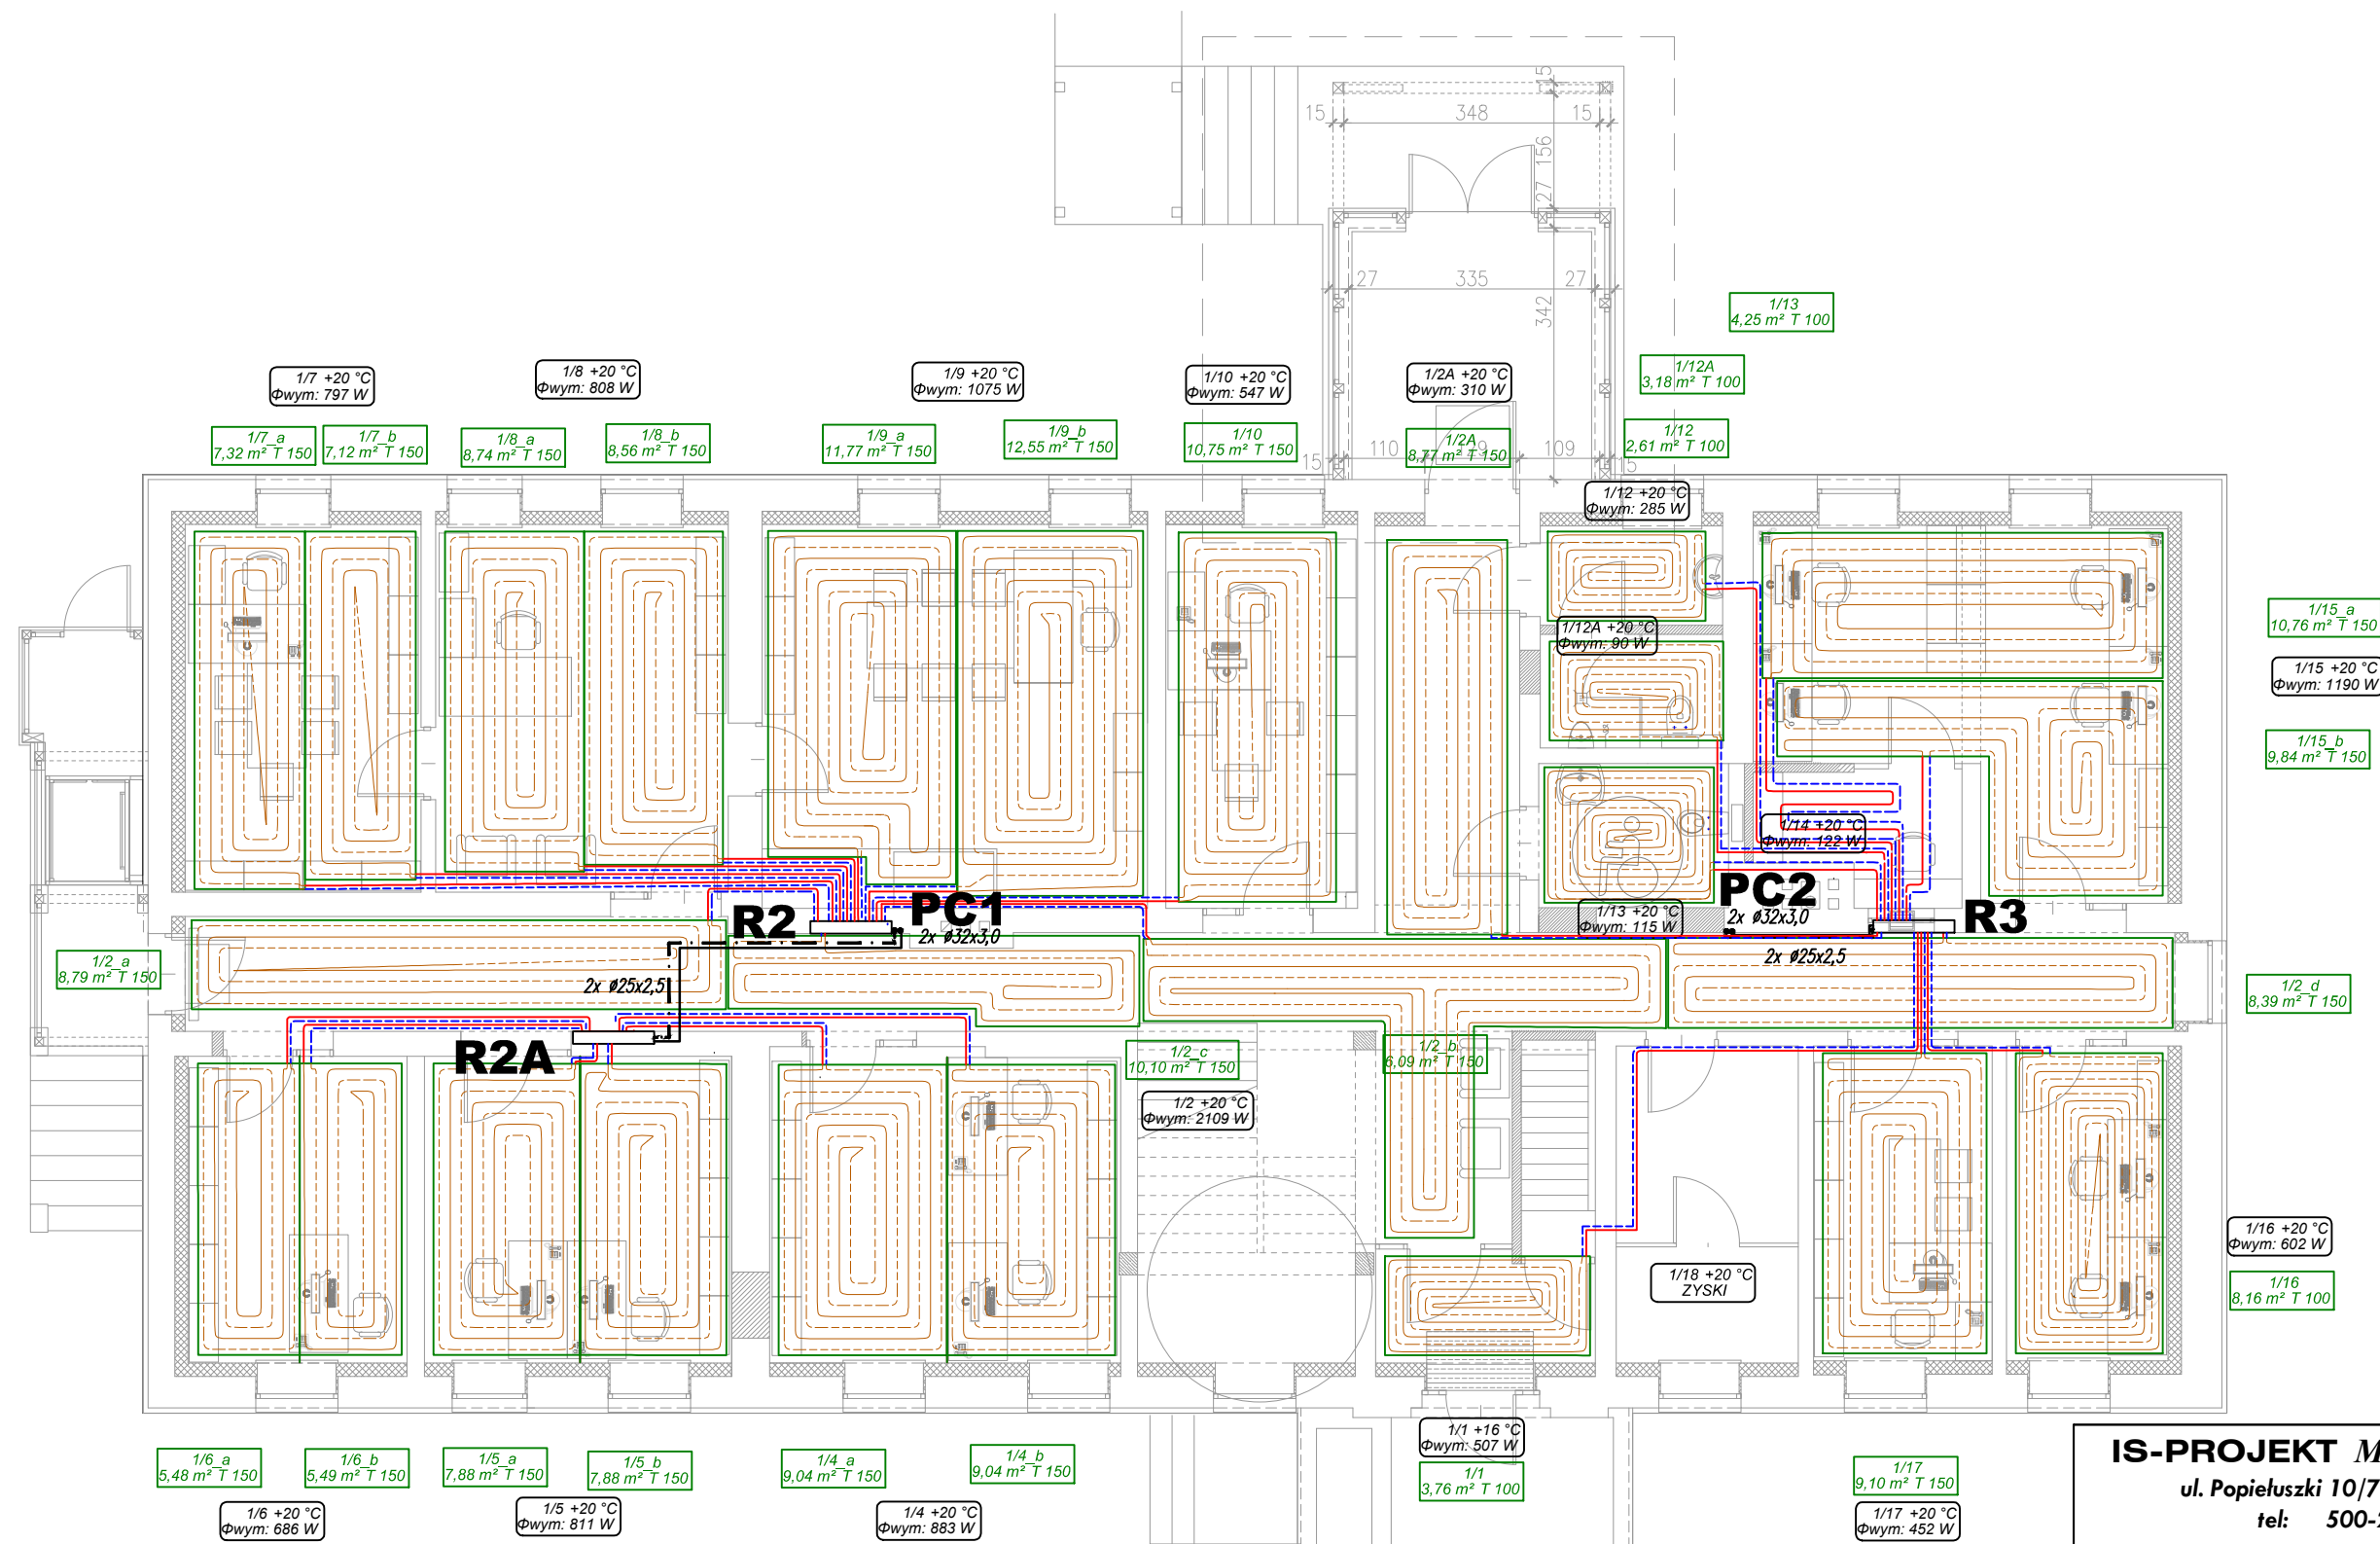 15
15
348
15
156
27
27
335
27
342
1/13
4,25 m² T 100
1/12A
3,18 m² T 100
1/7 +20 °C
Φwym: 797 W
1/8 +20 °C
Φwym: 808 W
1/9 +20 °C
Φwym: 1075 W
1/10 +20 °C
Φwym: 547 W
1/2A +20 °C
Φwym: 310 W
1/7_a
7,32 m² T 150
1/7_b
7,12 m² T 150
1/8_a
8,74 m² T 150
1/8_b
8,56 m² T 150
1/9_a
11,77 m² T 150
1/9_b
12,55 m² T 150
1/10
10,75 m² T 150
1/2A
8,77 m² T 150
1/12
2,61 m² T 100
15
110
109
15
1/12 +20 °C
Φwym: 285 W
1/12A +20 °C
Φwym: 90 W
1/15_a
10,76 m² T 150
1/15 +20 °C
Φwym: 1190 W
1/15_b
9,84 m² T 150
1/14 +20 °C
Φwym: 122 W
R2
PC1
2x ø32x3,0
PC2
2x ø32x3,0
R3
1/13 +20 °C
Φwym: 115 W
2x ø25x2,5
1/2_a
8,79 m² T 150
2x ø25x2,5
1/2_d
8,39 m² T 150
R2A
1/2_c
10,10 m² T 150
1/2_b
6,09 m² T 150
1/2 +20 °C
Φwym: 2109 W
1/16 +20 °C
Φwym: 602 W
1/18 +20 °C
ZYSKI
1/16
8,16 m² T 100
1/6_a
5,48 m² T 150
1/6_b
5,49 m² T 150
1/5_a
7,88 m² T 150
1/5_b
7,88 m² T 150
1/4_a
9,04 m² T 150
1/4_b
9,04 m² T 150
1/1 +16 °C
Φwym: 507 W
1/1
3,76 m² T 100
1/17
9,10 m² T 150
1/6 +20 °C
Φwym: 686 W
1/5 +20 °C
Φwym: 811 W
1/4 +20 °C
Φwym: 883 W
1/17 +20 °C
Φwym: 452 W
IS-PROJEKT M
ul. Popiełuszki 10/7
tel: 500-